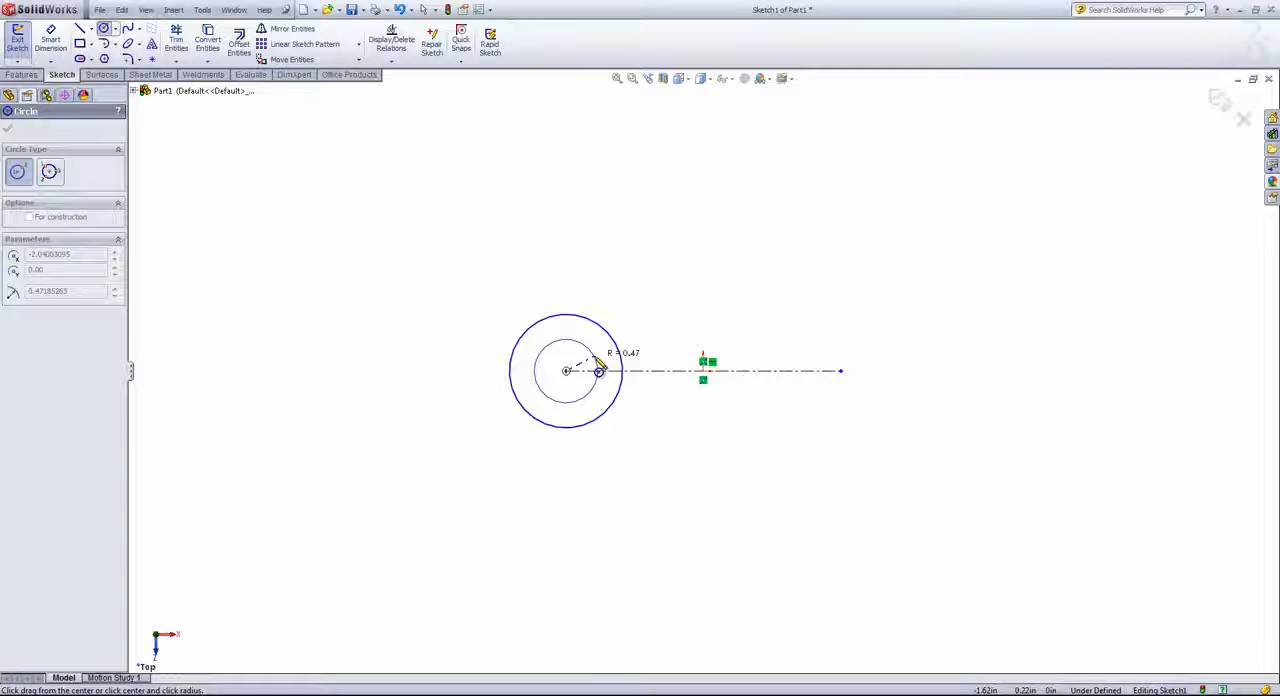 SolidWorks File Edit View Insert Tools Window Help Sketch1 of Part1 * Search SolidWorks Help
Exit Sketch
Smart Dimension
Trim Entities
Convert Entities
Offset Entities
Mirror Entities
Linear Sketch Pattern
Move Entities
Display/Delete Relations
Repair Sketch
Quick Snaps
Rapid Sketch
Features Sketch Surfaces Sheet Metal Weldments Evaluate DimXpert Office Products
Part1 (Default<<Default>_...
Circle ?
Circle Type
Options
For construction
Parameters
-2.04003095
0.00
0.47185263
R = 0.47
X
*Top
Model Motion Study 1
Click drag from the center or click center and click radius. -1.62in 0.22in 0in Under Defined Editing Sketch1